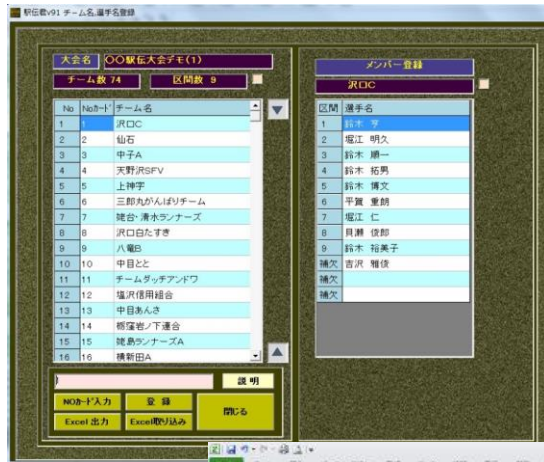 駅伝君v91 チーム名,選手名登録
大会名 〇〇駅伝大会デモ(1)
チーム数 74 区間数 9
No Noカード チーム名
1 1 沢口C
2 2 仙石
3 3 中子A
4 4 天野沢SFV
5 5 上神字
6 6 三郎丸がんばりチーム
7 7 姥台・清水ランナーズ
8 8 沢口白たすき
9 9 八竜B
10 10 中目とと
11 11 チームダッチアンドワ
12 12 塩沢信用組合
13 13 中目あんさ
14 14 栃窪岩ノ下連合
15 15 姥島ランナーズA
16 16 横新田A
説明
NOカード入力 登録 閉じる
Excel出力 Excel取り込み
メンバー登録
沢口C
区間 選手名
1 鈴木 亨
2 堀江 明久
3 鈴木 順一
4 鈴木 拓男
5 鈴木 博文
6 平賀 重朗
7 堀江 仁
8 貝瀬 俊郎
9 鈴木 裕美子
補欠 吉沢 雅俊
補欠
補欠